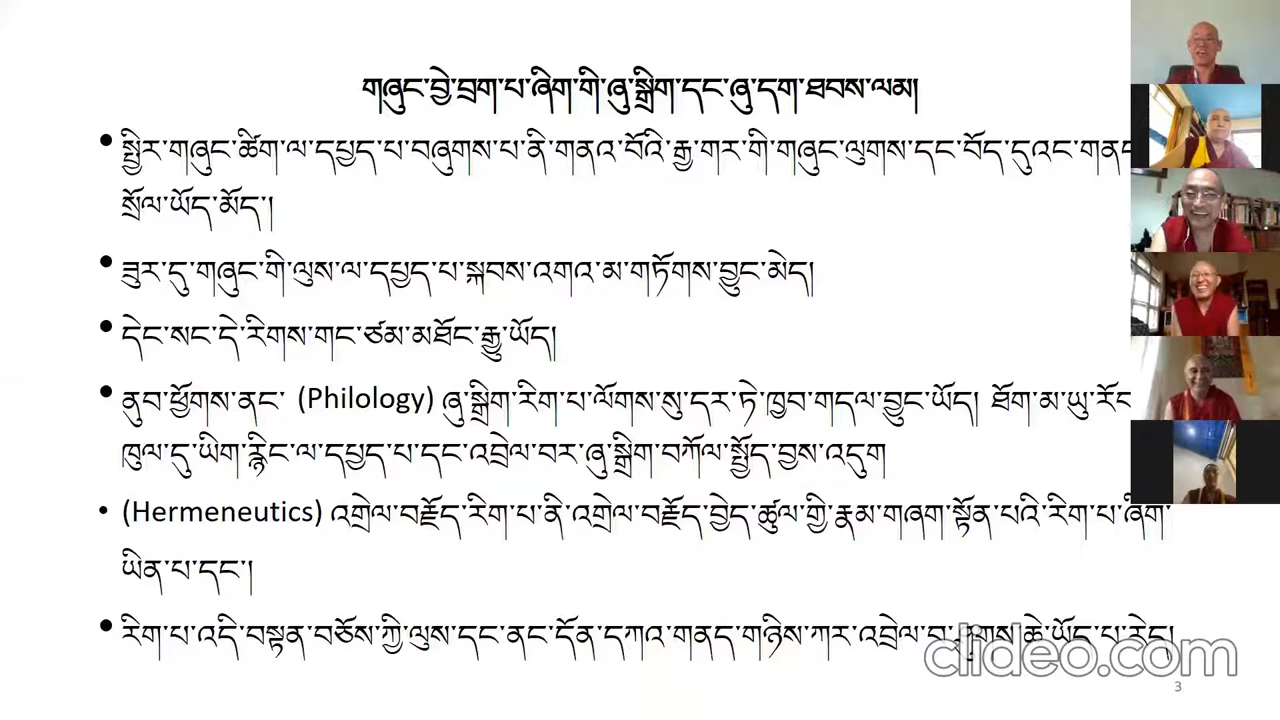 གཞུང་བྱེ་བྲག་པ་ཞིག་གི་ཞུ་སྒྲིག་དང་ཞུ་དག་ཐབས་ལམ།
• སྤྱིར་གཞུང་ཚིག་ལ་དཔྱད་པ་བཞུགས་པ་ནི་གནའ་བོའི་རྒྱ་གར་གི་གཞུང་ལུགས་དང་བོད་དུའང་
སྲོལ་ཡོད་མོད་།
• ཟུར་དུ་གཞུང་གི་ལུས་ལ་དཔྱད་པ་སྐབས་འགའ་མ་གཏོགས་བྱུང་མེད།
• དེང་སང་དེ་རིགས་གང་ཙམ་མཐོང་རྒྱུ་ཡོད།
• ནུབ་ཕྱོགས་ནང་ (Philology) ཞུ་སྒྲིག་རིག་པ་ལོགས་སུ་དར་ཏེ་ཁྱབ་གདལ་བྱུང་ཡོད། ཐོག་མ་ཡུ་
ཁུལ་དུ་ཡིག་རྙིང་ལ་དཔྱད་པ་དང་འབྲེལ་བར་ཞུ་སྒྲིག་བཀོལ་སྤྱོད་བྱས་འདུག
• (Hermeneutics) འགྲེལ་བརྗོད་རིག་པ་ནི་འགྲེལ་བརྗོད་བྱེད་ཚུལ་གྱི་རྣམ་གཞག་སྟོན་པའི་རིག་པ་ཞིག་
ཡིན་པ་དང་།
• རིག་པ་འདི་བསྟན་བཅོས་ཀྱི་ལུས་དང་ནང་དོན་དཀའ་གནད་གཉིས་ཀར་འབྲེལ་བ་ཤུགས་ཆེ་ཡོད་པ་རེད།
clideo.com
3